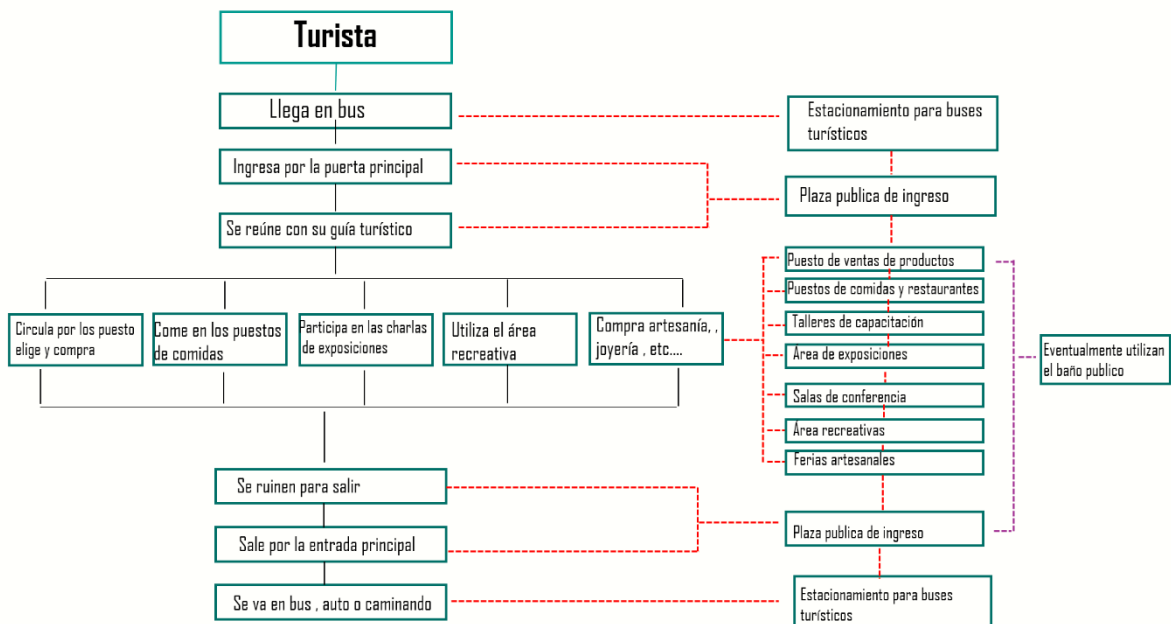 Turista
Llega en bus
Estacionamiento para buses
turísticos
Ingresa por la puerta principal
Plaza publica de ingreso
Se reúne con su guía turístico
Puesto de ventas de productos
Puestos de comidas y restaurantes
Talleres de capacitación
Área de exposiciones
Salas de conferencia
Área recreativas
Ferias artesanales
Eventualmente utilizan
el baño publico
Circula por los puesto
elige y compra
Come en los puestos
de comidas
Participa en las charlas
de exposiciones
Utiliza el área
recreativa
Compra artesanía, ,
joyería , etc....
Se ruinen para salir
Sale por la entrada principal
Plaza publica de ingreso
Se va en bus , auto o caminando
Estacionamiento para buses
turísticos